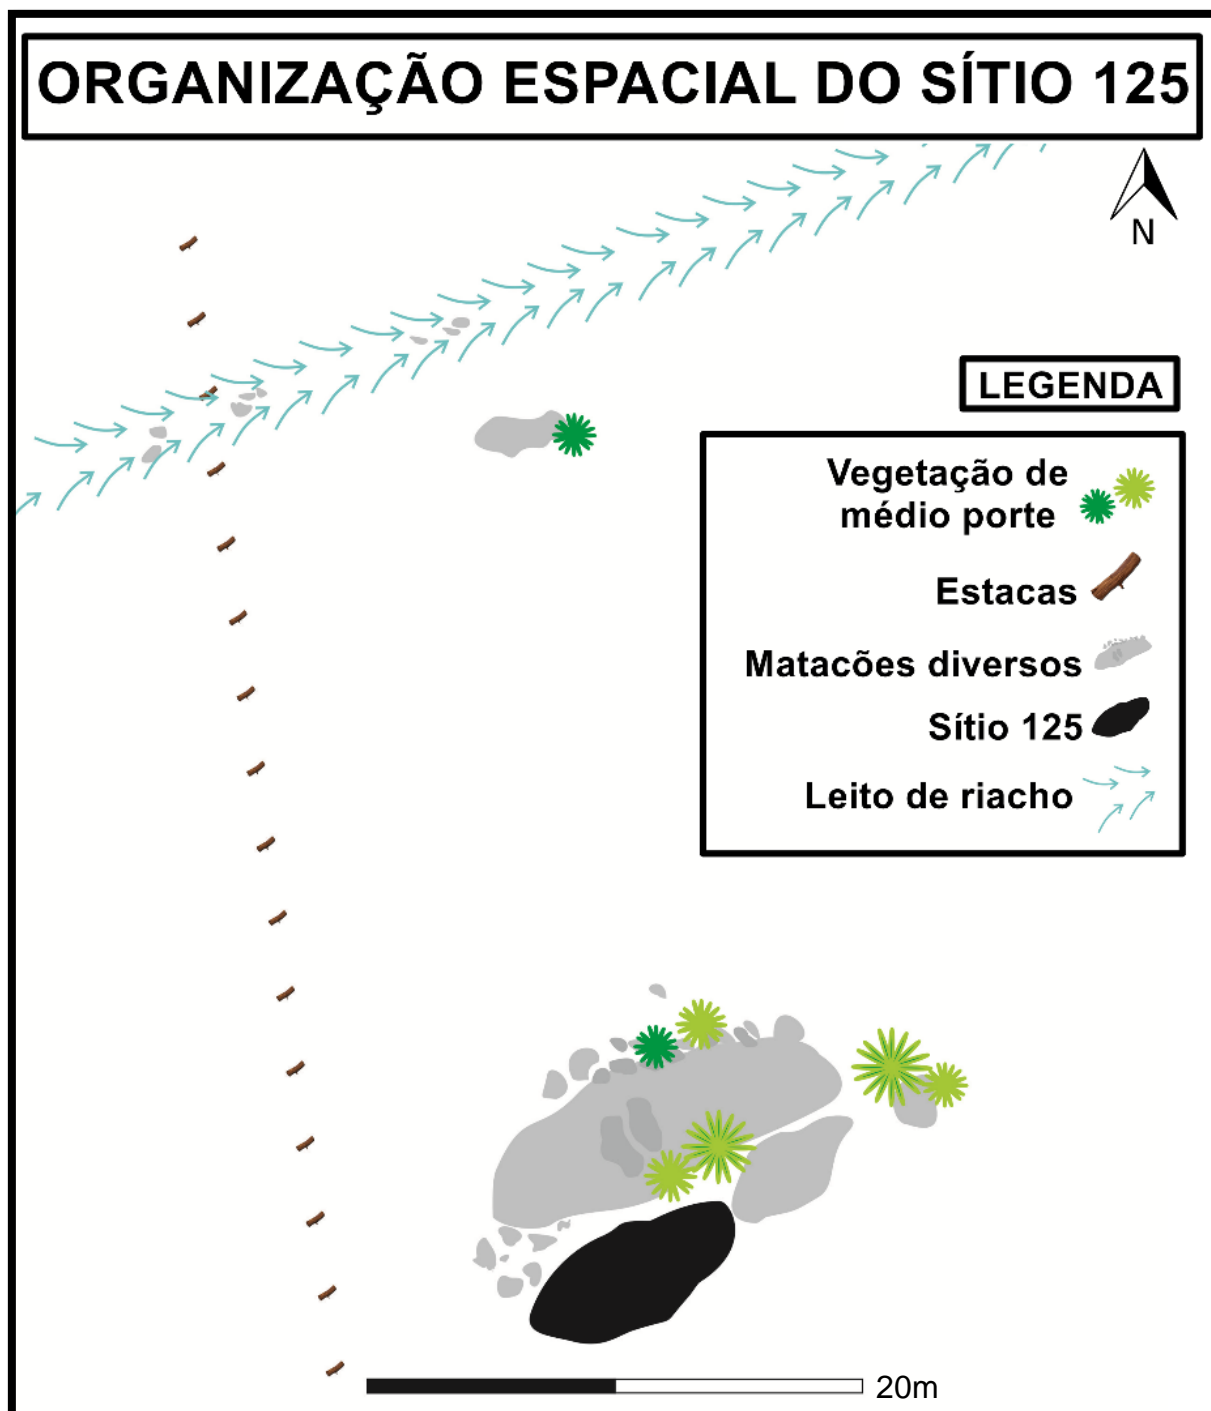 ORGANIZAÇÃO ESPACIAL DO SÍTIO 125
N
LEGENDA
Vegetação de
médio porte
Estacas
Matacões diversos
Sítio 125
Leito de riacho
20m